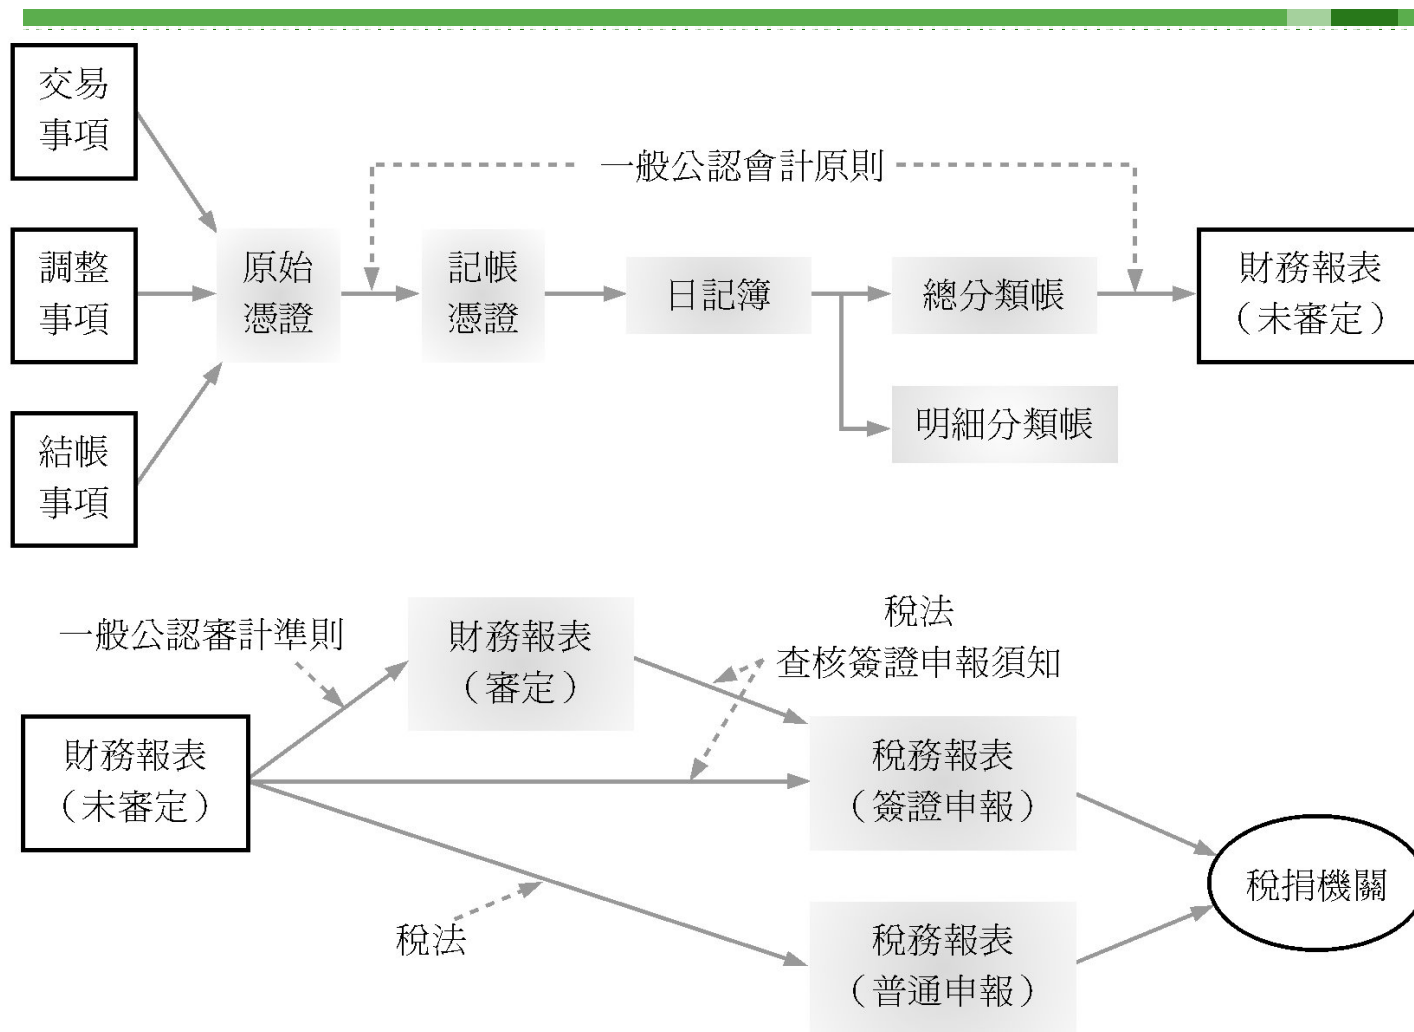 交易
事項
一般公認會計原則
調整
事項
原始
憑證
記帳
憑證
日記簿
總分類帳
財務報表
（未審定）
明細分類帳
結帳
事項
一般公認審計準則
財務報表
（審定）
稅法
查核簽證申報須知
財務報表
（未審定）
稅務報表
（簽證申報）
稅捐機關
稅法
稅務報表
（普通申報）